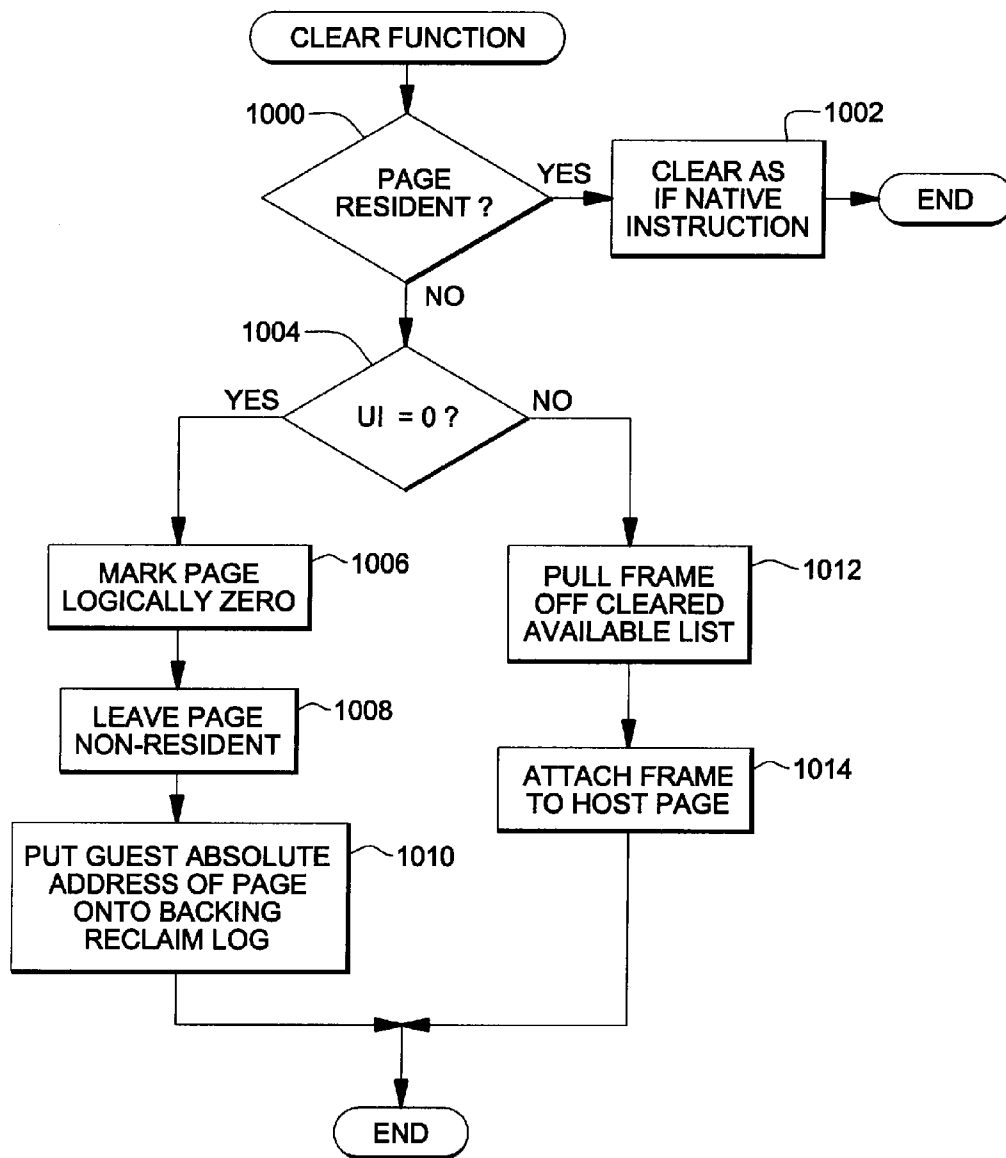 CLEAR FUNCTION
1000
PAGE
RESIDENT ?
YES
1002
CLEAR AS
IF NATIVE
INSTRUCTION
END
NO
1004
UI = 0 ?
YES
NO
MARK PAGE
LOGICALLY ZERO
1006
LEAVE PAGE
NON-RESIDENT
1008
PUT GUEST ABSOLUTE
ADDRESS OF PAGE
ONTO BACKING
RECLAIM LOG
1010
PULL FRAME
OFF CLEARED
AVAILABLE LIST
1012
ATTACH FRAME
TO HOST PAGE
1014
END